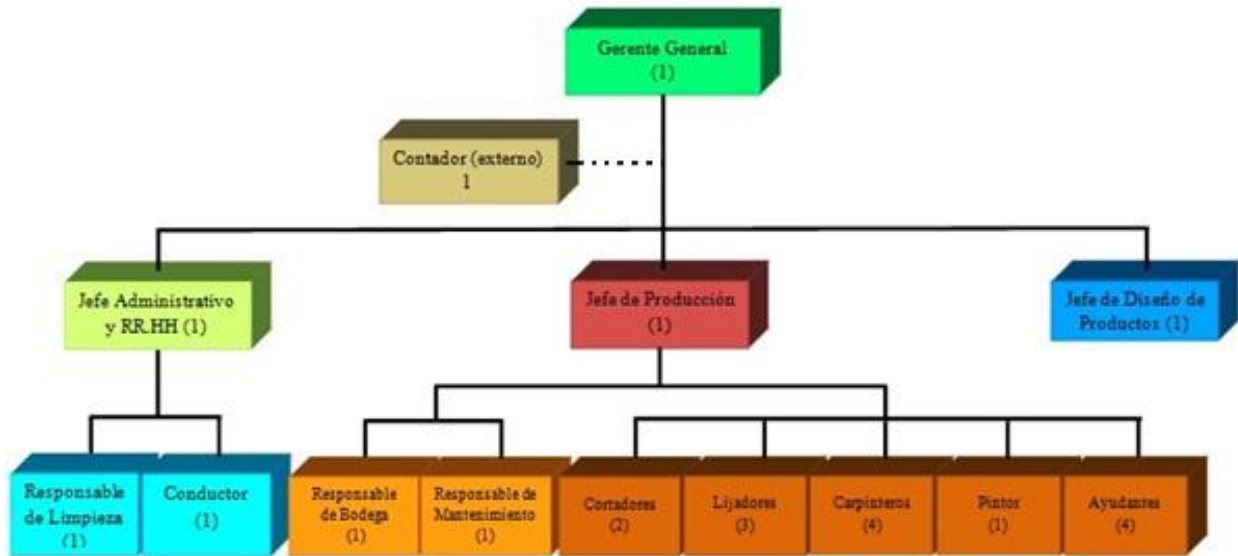 Gerente General
(1)
Contador (externo)
1
Jefe Administrativo
y RR.HH (1)
Jefe de Producción
(1)
Jefe de Diseño de
Productos (1)
Responsable
de Limpieza
(1)
Conductor
(1)
Responsable
de Bodega
(1)
Responsable de
Mantenimiento
(1)
Cortadores
(2)
Lijadores
(3)
Carpinteros
(4)
Pintor
(1)
Ayudantes
(4)